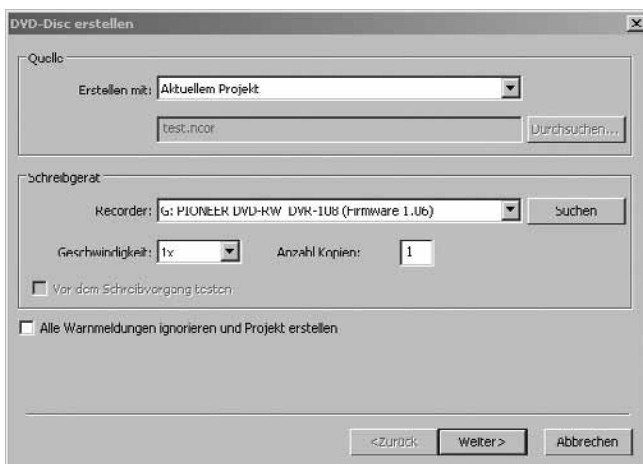 DVD-Disc erstellen
Quelle
Erstellen mit: Aktuellem Projekt
test.ncor Durchsuchen...
Schreibgerät
Recorder: G: PIONEER DVD-RW DVR-108 (Firmware 1.06) Suchen
Geschwindigkeit: 1x Anzahl Kopien: 1
Vor dem Schreibvorgang testen
Alle Warnmeldungen ignorieren und Projekt erstellen
<Zurück Weiter> Abbrechen